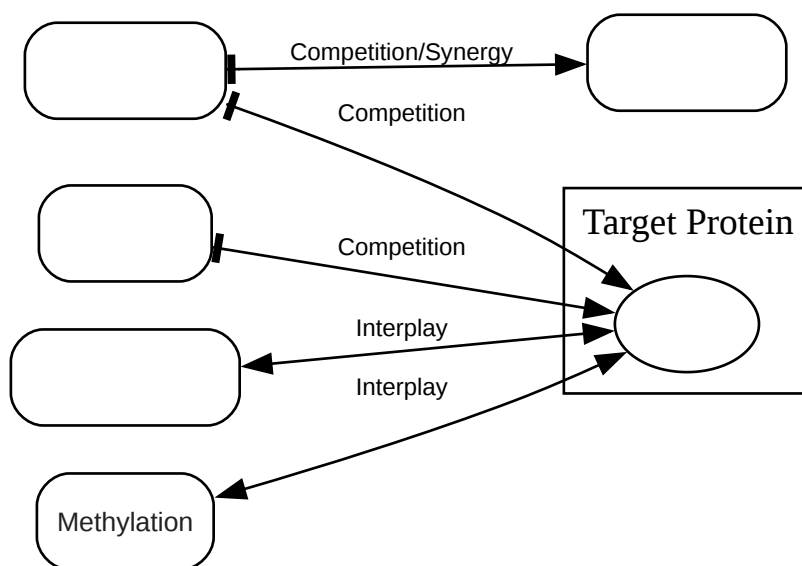 Competition/Synergy
Competition
Target Protein
Competition
Interplay
Interplay
Methylation